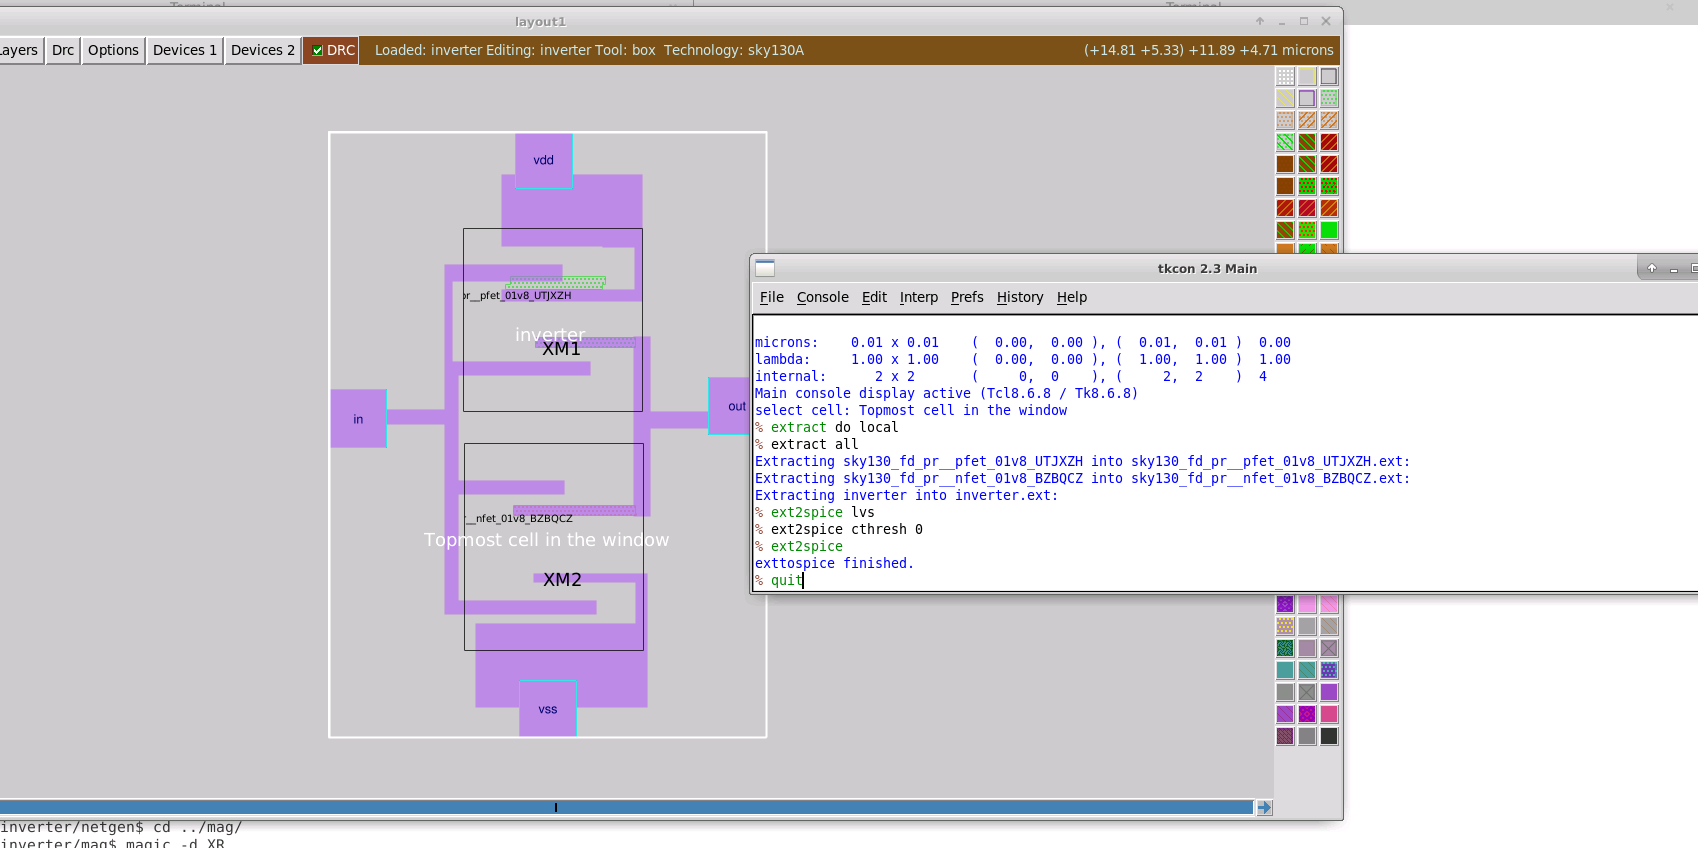 Terminal
Terminal
layout1
Layers Drc Options Devices 1 Devices 2 DRC Loaded: inverter Editing: inverter Tool: box Technology: sky130A (+14.81 +5.33) +11.89 +4.71 microns
vdd
pr__pfet_01v8_UTJXZH
inverter
XM1
in
out
__nfet_01v8_BZBQCZ
Topmost cell in the window
XM2
vss
tkcon 2.3 Main
File Console Edit Interp Prefs History Help
microns: 0.01 x 0.01 ( 0.00, 0.00 ), ( 0.01, 0.01 ) 0.00
lambda: 1.00 x 1.00 ( 0.00, 0.00 ), ( 1.00, 1.00 ) 1.00
internal: 2 x 2 ( 0, 0 ), ( 2, 2 ) 4
Main console display active (Tcl8.6.8 / Tk8.6.8)
select cell: Topmost cell in the window
% extract do local
% extract all
Extracting sky130_fd_pr__pfet_01v8_UTJXZH into sky130_fd_pr__pfet_01v8_UTJXZH.ext:
Extracting sky130_fd_pr__nfet_01v8_BZBQCZ into sky130_fd_pr__nfet_01v8_BZBQCZ.ext:
Extracting inverter into inverter.ext:
% ext2spice lvs
% ext2spice cthresh 0
% ext2spice
exttospice finished.
% quit
inverter/netgen$ cd ../mag/
inverter/mag$ magic -d XR